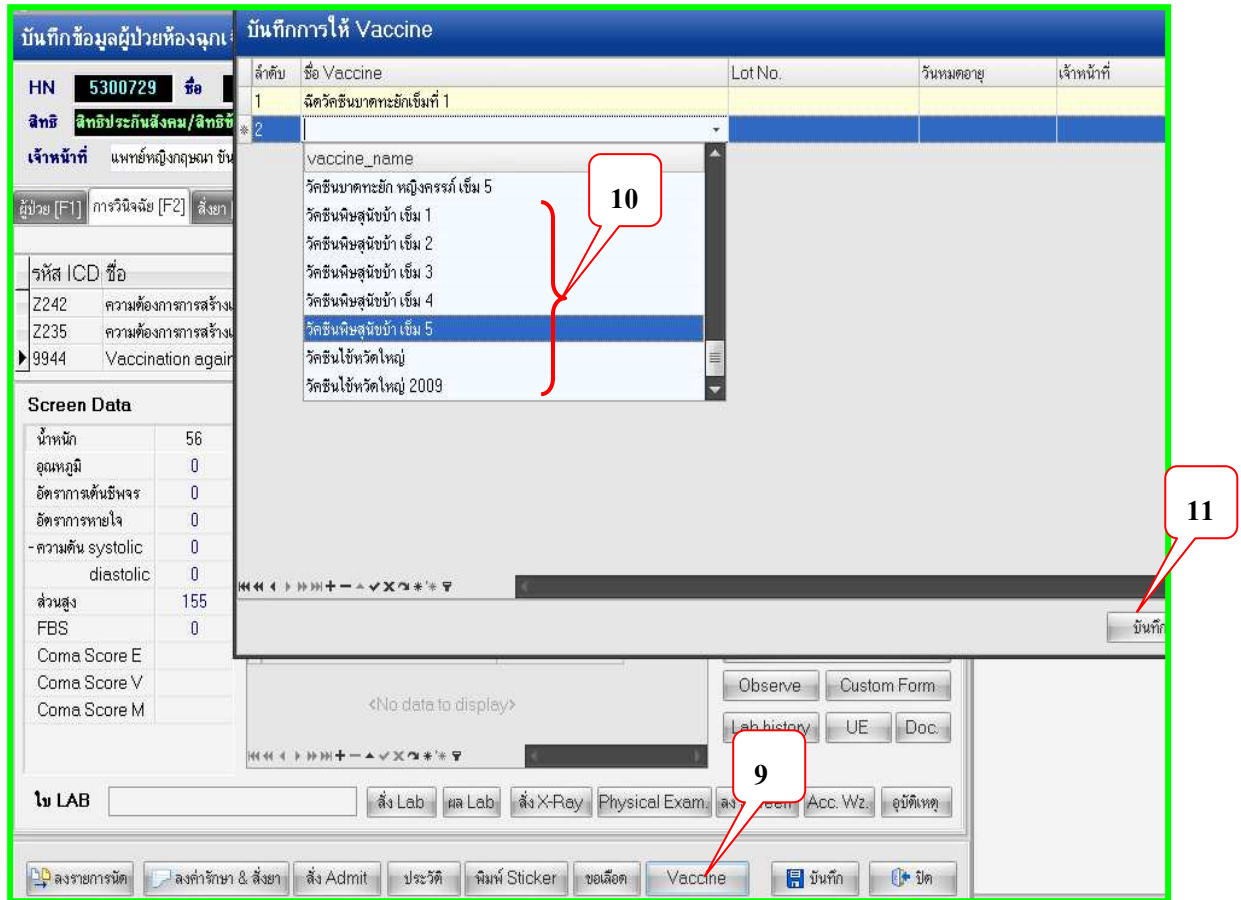 บันทึกข้อมูลผู้ป่วยห้องฉุกเ
HN 5300729 ชื่อ
สิทธิ สิทธิประกันสังคม/สิทธิ
เจ้าหน้าที่ แพทย์หญิงกฤษณา ขัน
ผู้ป่วย [F1] การวินิจฉัย [F2] สั่งยา
รหัส ICD ชื่อ
Z242 ความต้องการการสร้างเ
Z235 ความต้องการการสร้างเ
9944 Vaccination again
Screen Data
น้ำหนัก 56
อุณหภูมิ 0
อัตราการเต้นชีพจร 0
อัตราการหายใจ 0
-ความดัน systolic 0
diastolic 0
ส่วนสูง 155
FBS 0
Coma Score E
Coma Score V
Coma Score M
บันทึกการให้ Vaccine
ลำดับ ชื่อ Vaccine Lot No. วันหมดอายุ เจ้าหน้าที่
1 ฉีดวัคซีนบาดทะยักเข็มที่ 1
2
vaccine_name
วัคซีนบาดทะยัก หญิงครรภ์ เข็ม 5
วัคซีนพิษสุนัขบ้า เข็ม 1
วัคซีนพิษสุนัขบ้า เข็ม 2
วัคซีนพิษสุนัขบ้า เข็ม 3
วัคซีนพิษสุนัขบ้า เข็ม 4
วัคซีนพิษสุนัขบ้า เข็ม 5
วัคซีนไข้หวัดใหญ่
วัคซีนไข้หวัดใหญ่ 2009
10
11
บันทึก
<No data to display>
Observe Custom Form
Lab history UE Doc.
9
ใบ LAB สั่ง Lab ผล Lab สั่ง X-Ray Physical Exam. ลง Acc. Wz. อุบัติเหตุ
ลงรายการนัด ลงค่ารักษา & สั่งยา สั่ง Admit ประวัติ พิมพ์ Sticker ขอเลือด Vaccine บันทึก ปิด